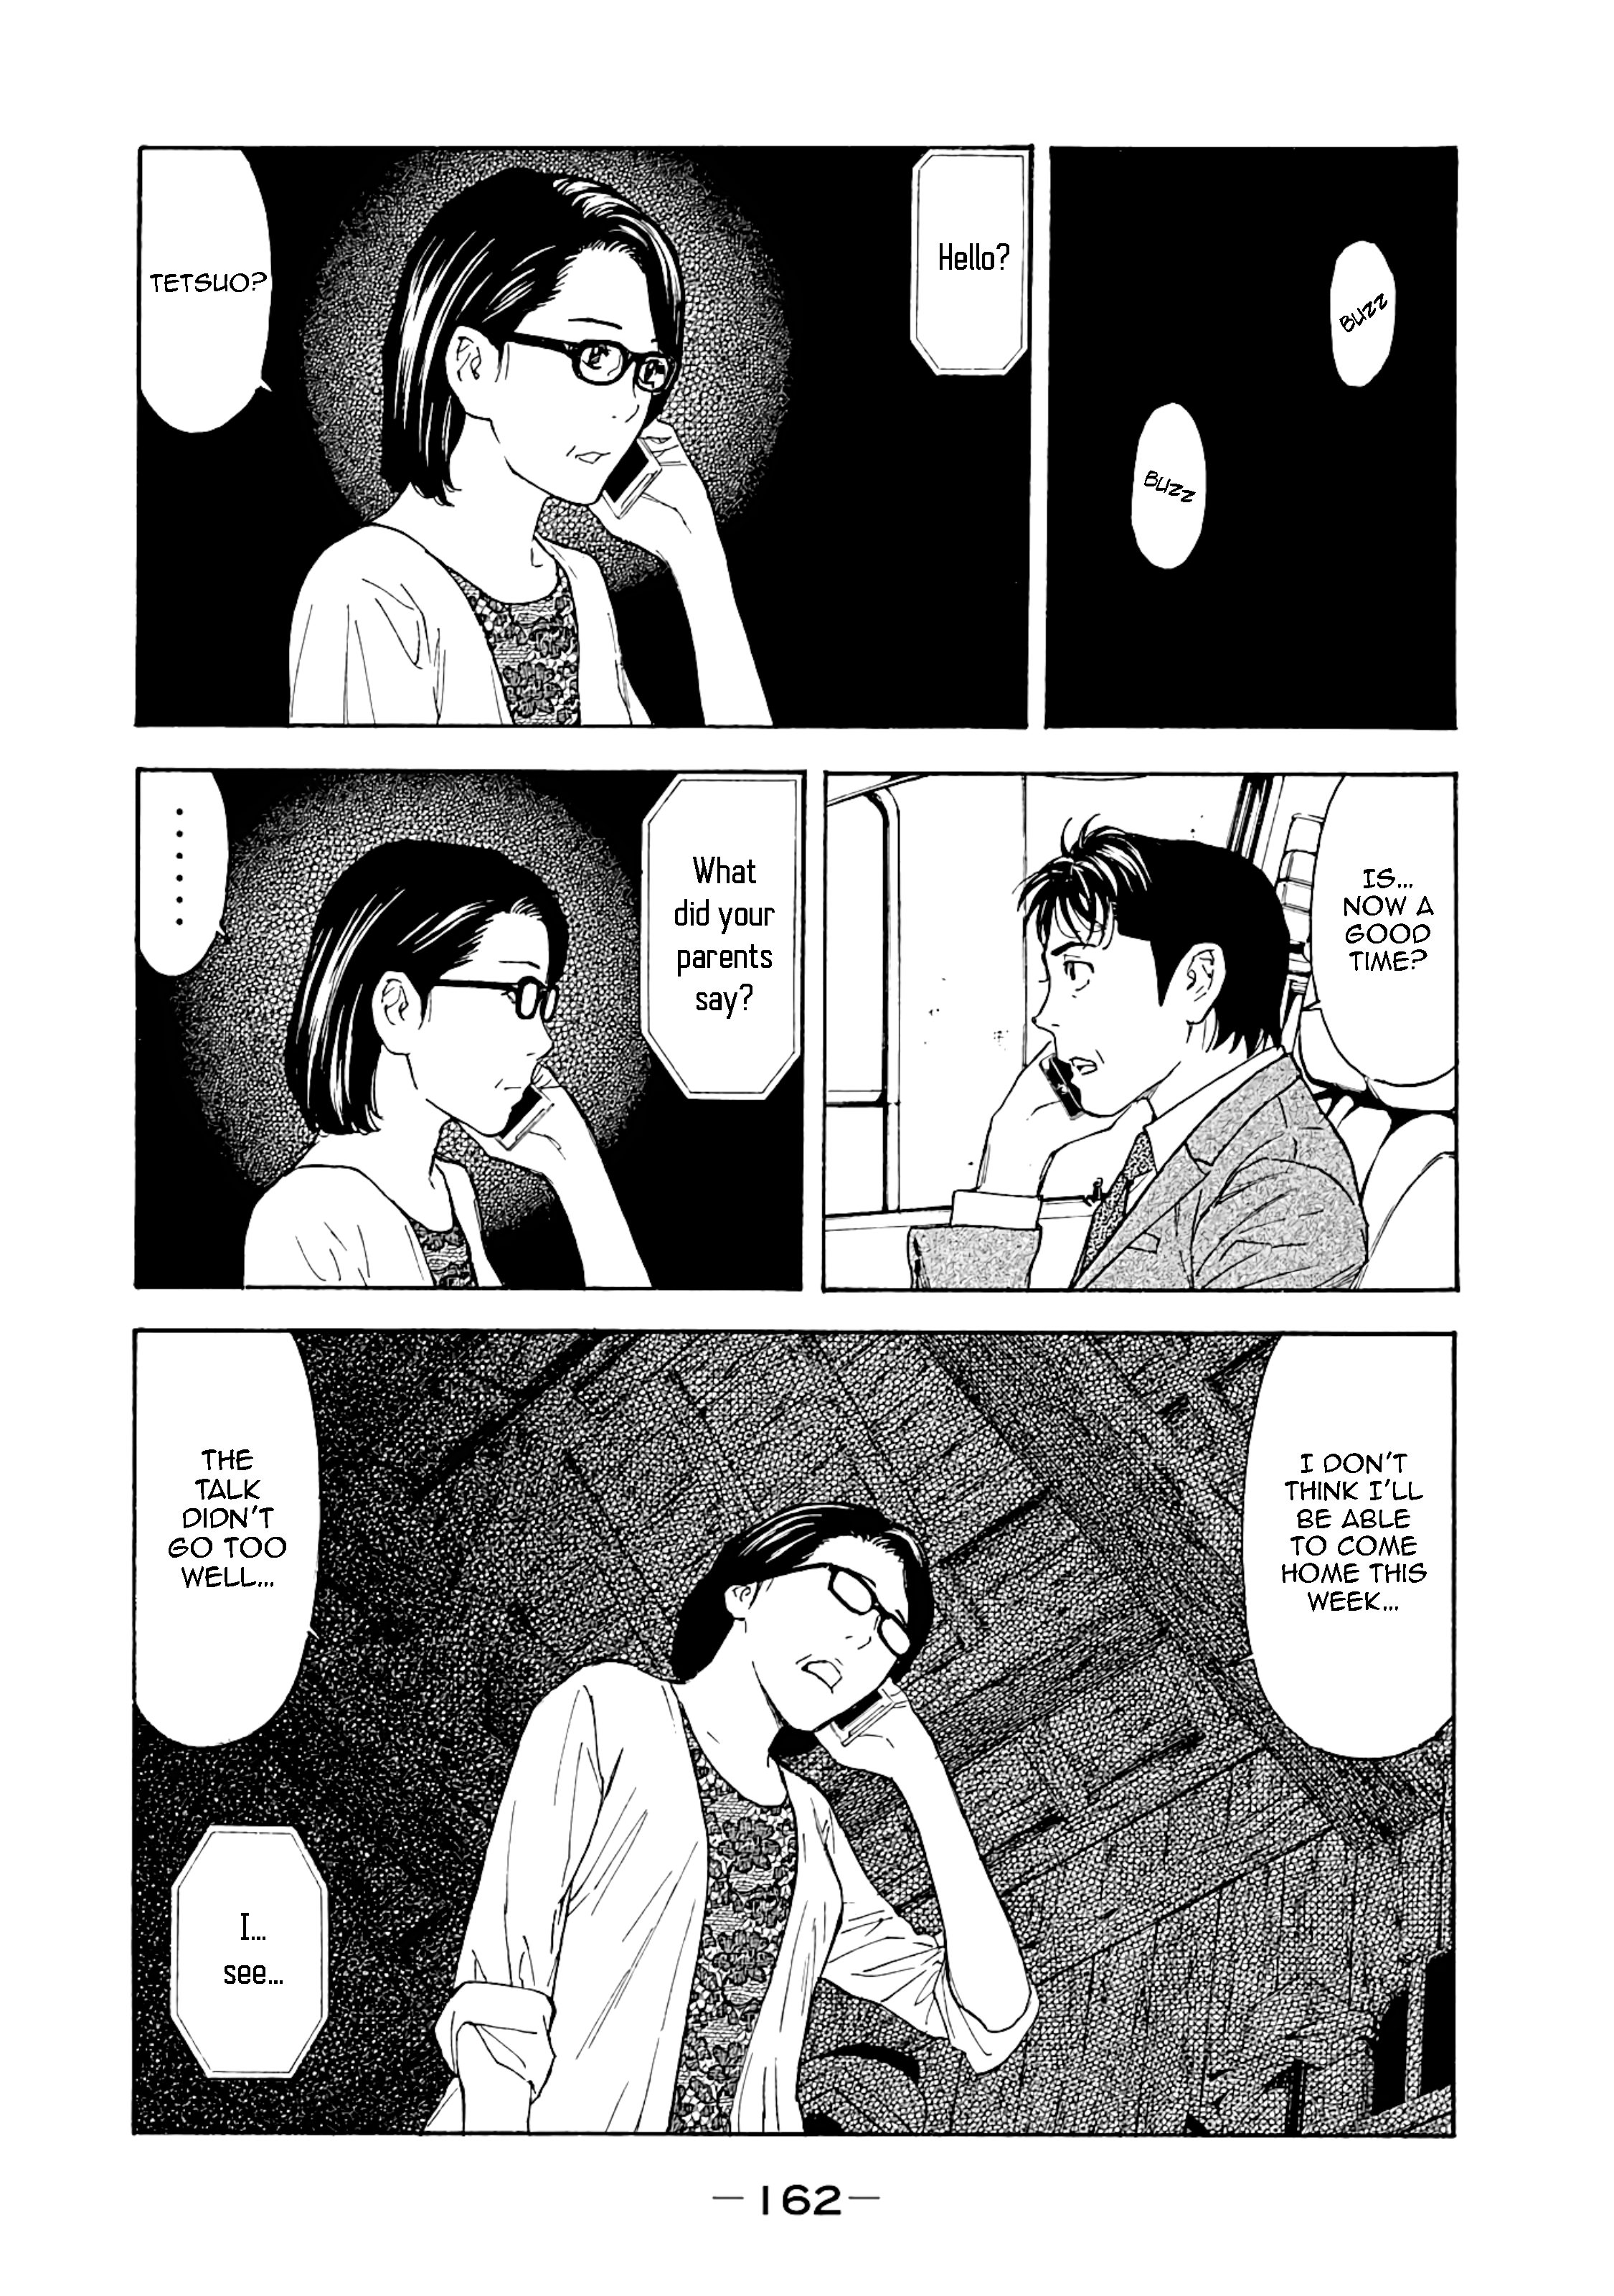 BUZZ
BUZZ
Hello?
TETSUO?
IS...
NOW A
GOOD
TIME?
What
did your
parents
say?
......
I DON'T
THINK I'LL
BE ABLE
TO COME
HOME THIS
WEEK...
THE
TALK
DIDN'T
GO TOO
WELL...
I...
see...
—162—